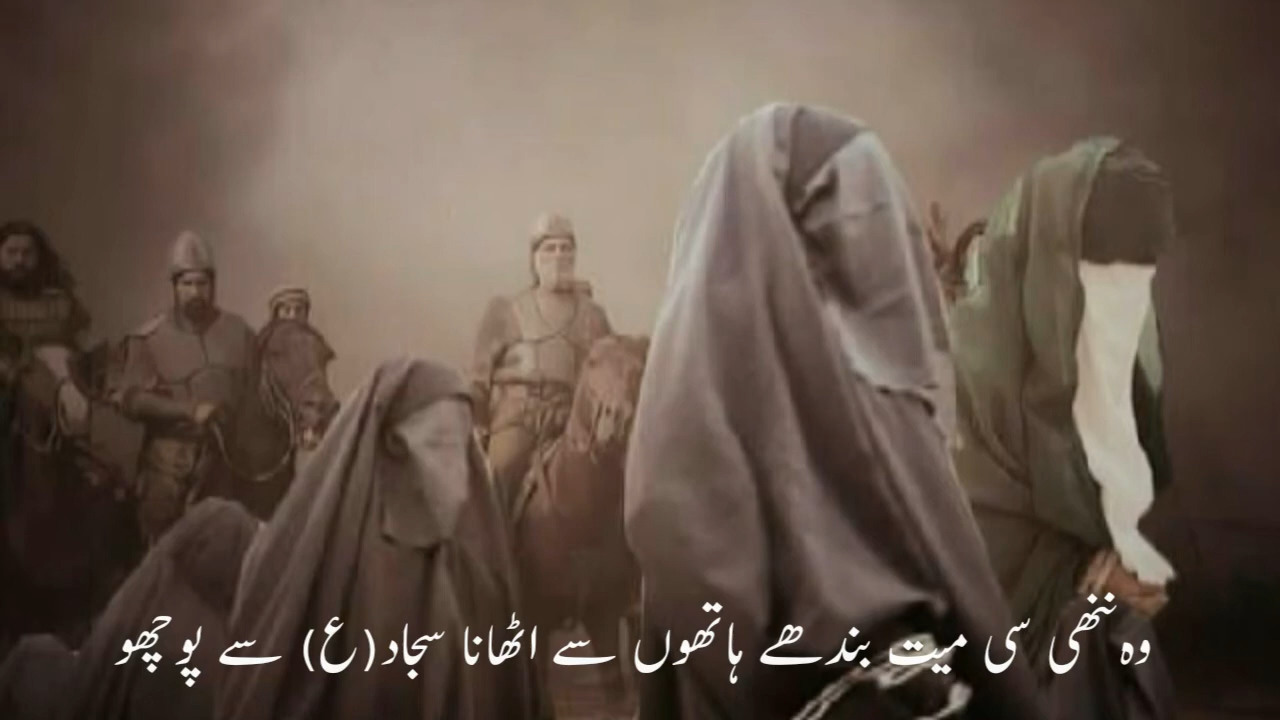 وہ ننھی سی میت بندھے ہاتھوں سے اٹھانا سجاد(ع) سے پوچھو